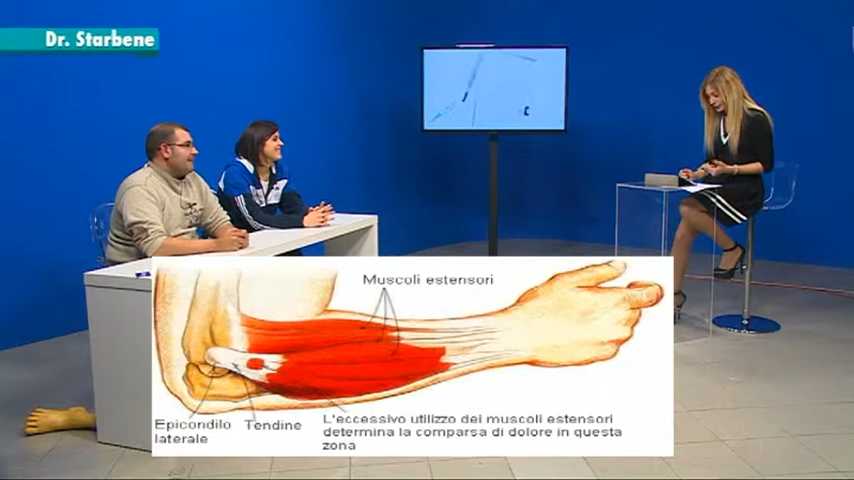 Dr. Starbene
Muscoli estensori
Epicondilo
laterale
Tendine
L'eccessivo utilizzo dei muscoli estensori
determina la comparsa di dolore in questa
zona